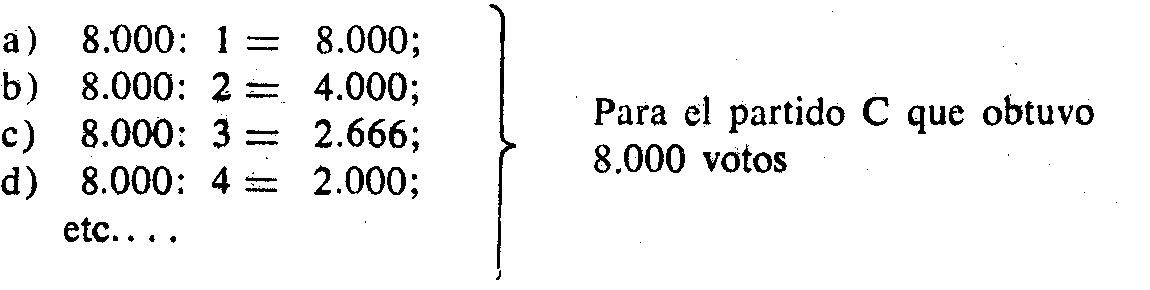 a) 8.000: 1 = 8.000;
b) 8.000: 2 = 4.000;
c) 8.000: 3 = 2.666;
d) 8.000: 4 = 2.000;
etc....
Para el partido C que obtuvo
8.000 votos